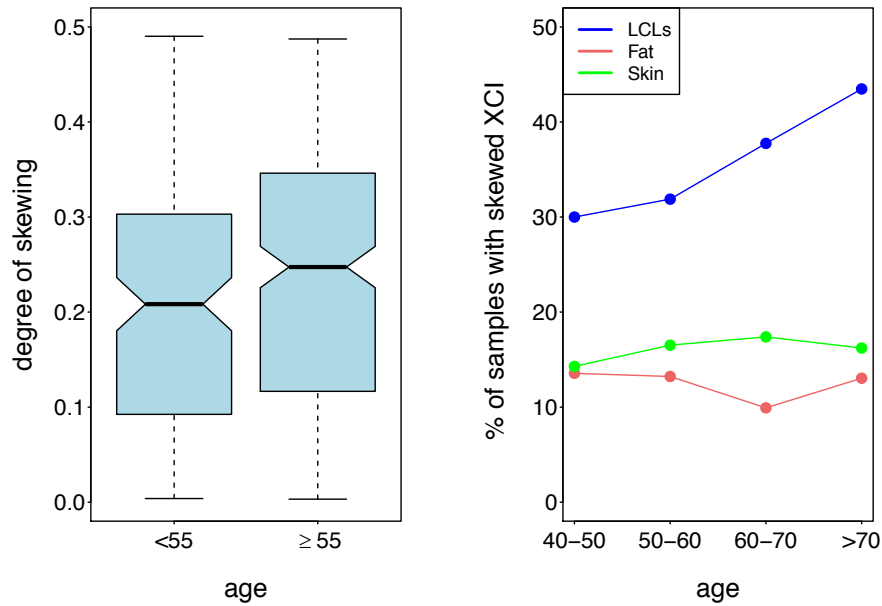 degree of skewing
0.5
0.4
0.3
0.2
0.1
0.0
<55
≥ 55
age
% of samples with skewed XCI
50
40
30
20
10
0
LCLs
Fat
Skin
40−50
50−60
60−70
>70
age